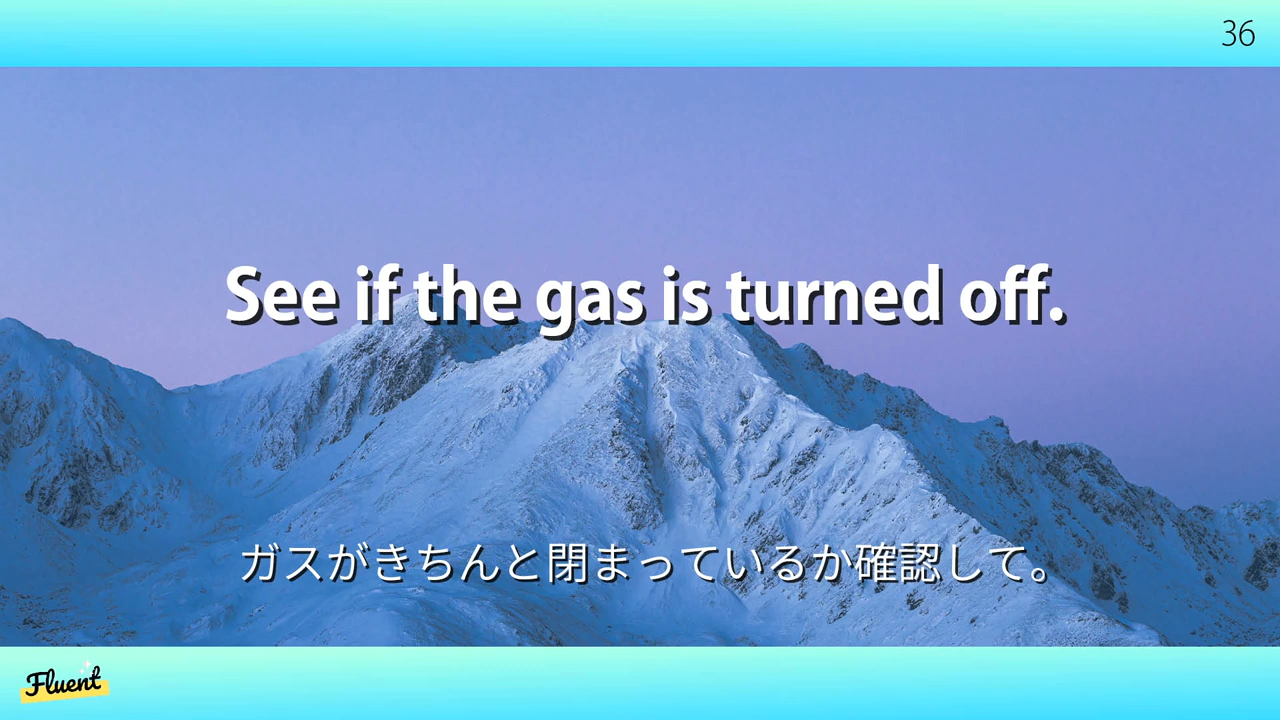 36
See if the gas is turned off.
ガスがきちんと閉まっているか確認して。
Fluent